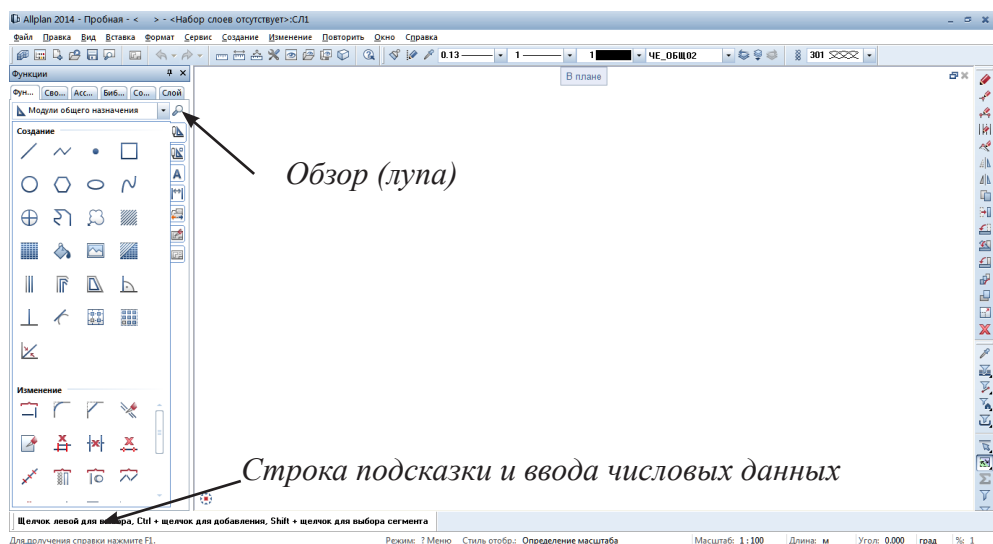 Allplan 2014 - Пробная - < > - <Набор слоев отсутствует>:СЛ1
Файл Правка Вид Вставка Формат Сервис Создание Изменение Повторить Окно Справка
0.13 1 1 ЧЕ_ОБЩ02 301
Функции
В плане
Фун... Сво... Асс... Биб... Со... Слой
Модули общего назначения
Создание
A
Обзор (лупа)
Изменение
Строка подсказки и ввода числовых данных
Щелчок левой для выбора, Ctrl + щелчок для добавления, Shift + щелчок для выбора сегмента
Для получения справки нажмите F1. Режим: ? Меню Стиль отобр.: Определение масштаба Масштаб: 1 : 100 Длина: м Угол: 0.000 град %: 1